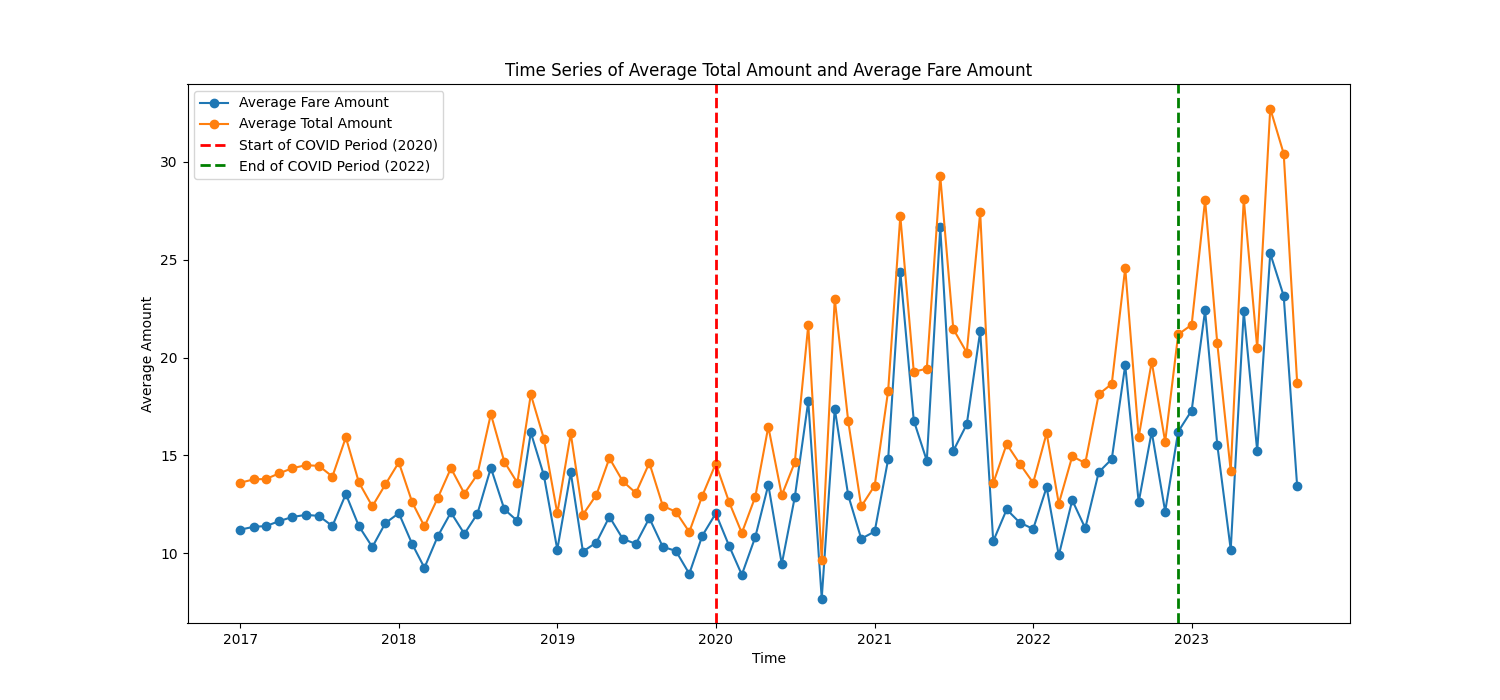 Time Series of Average Total Amount and Average Fare Amount
Average Fare Amount
Average Total Amount
Start of COVID Period (2020)
End of COVID Period (2022)
30
25
20
15
10
Average Amount
2017 2018 2019 2020 2021 2022 2023
Time